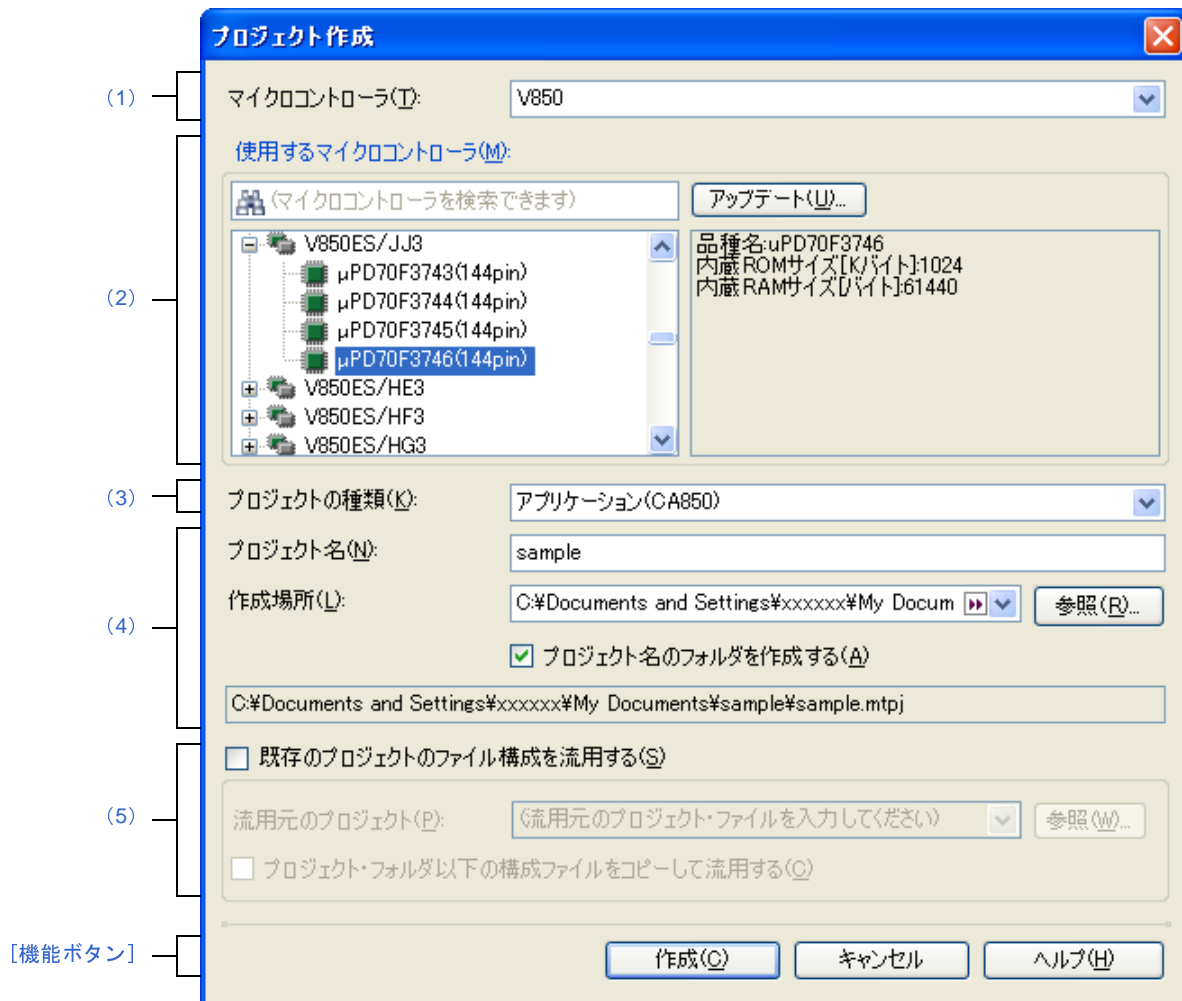 プロジェクト作成
(1)
マイクロコントローラ(T):
V850
(2)
使用するマイクロコントローラ(M):
(マイクロコントローラを検索できます)
アップデート(U)...
V850ES/JJ3
μPD70F3743(144pin)
μPD70F3744(144pin)
μPD70F3745(144pin)
μPD70F3746(144pin)
V850ES/HE3
V850ES/HF3
V850ES/HG3
品種名:uPD70F3746
内蔵ROMサイズ[Kバイト]:1024
内蔵RAMサイズ[バイト]:61440
(3)
プロジェクトの種類(K):
アプリケーション(CA850)
(4)
プロジェクト名(N):
sample
作成場所(L):
C:¥Documents and Settings¥xxxxxx¥My Docum
参照(R)...
プロジェクト名のフォルダを作成する(A)
C:¥Documents and Settings¥xxxxxx¥My Documents¥sample¥sample.mtpj
(5)
既存のプロジェクトのファイル構成を流用する(S)
流用元のプロジェクト(P):
(流用元のプロジェクト・ファイルを入力してください)
参照(W)...
プロジェクト・フォルダ以下の構成ファイルをコピーして流用する(C)
[機能ボタン]
作成(C)
キャンセル
ヘルプ(H)